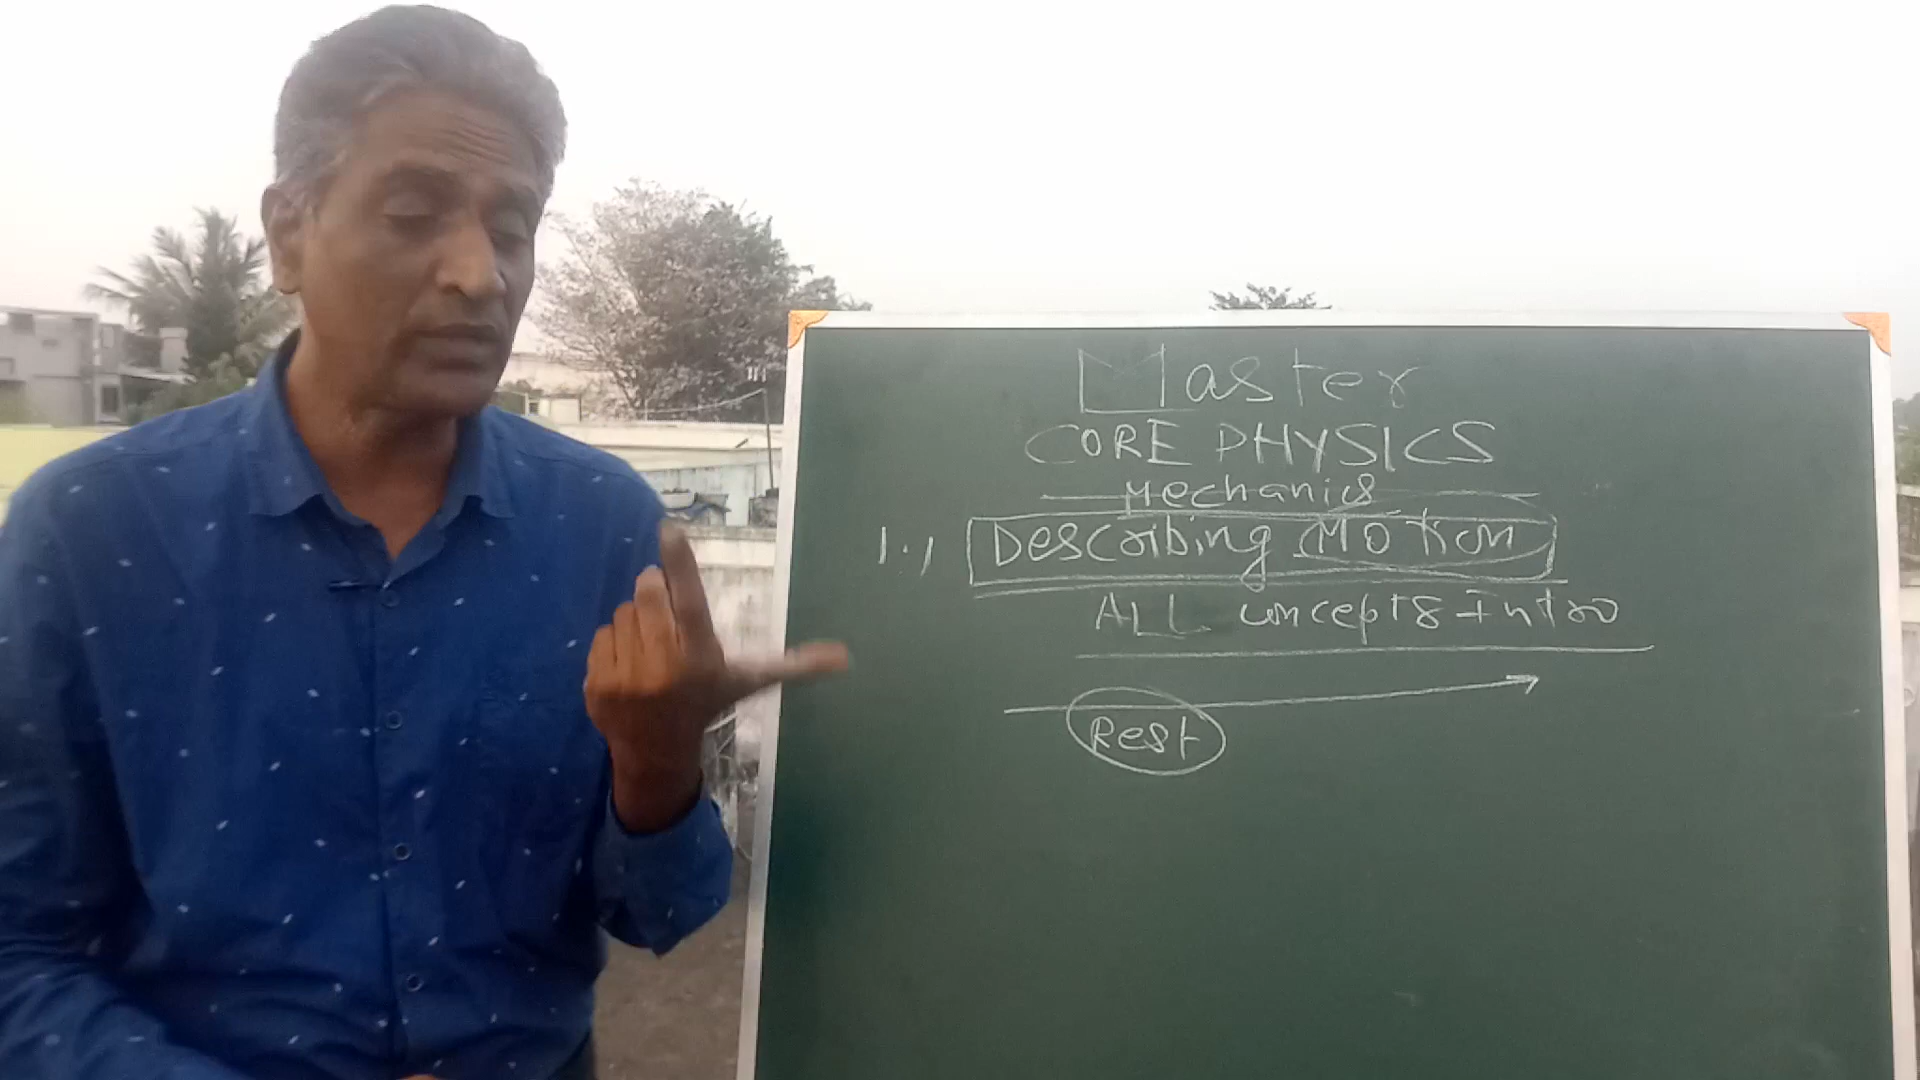 Master
CORE PHYSICS
Mechanics
1.1 Describing MOTion
ALL concepts Intro
Rest